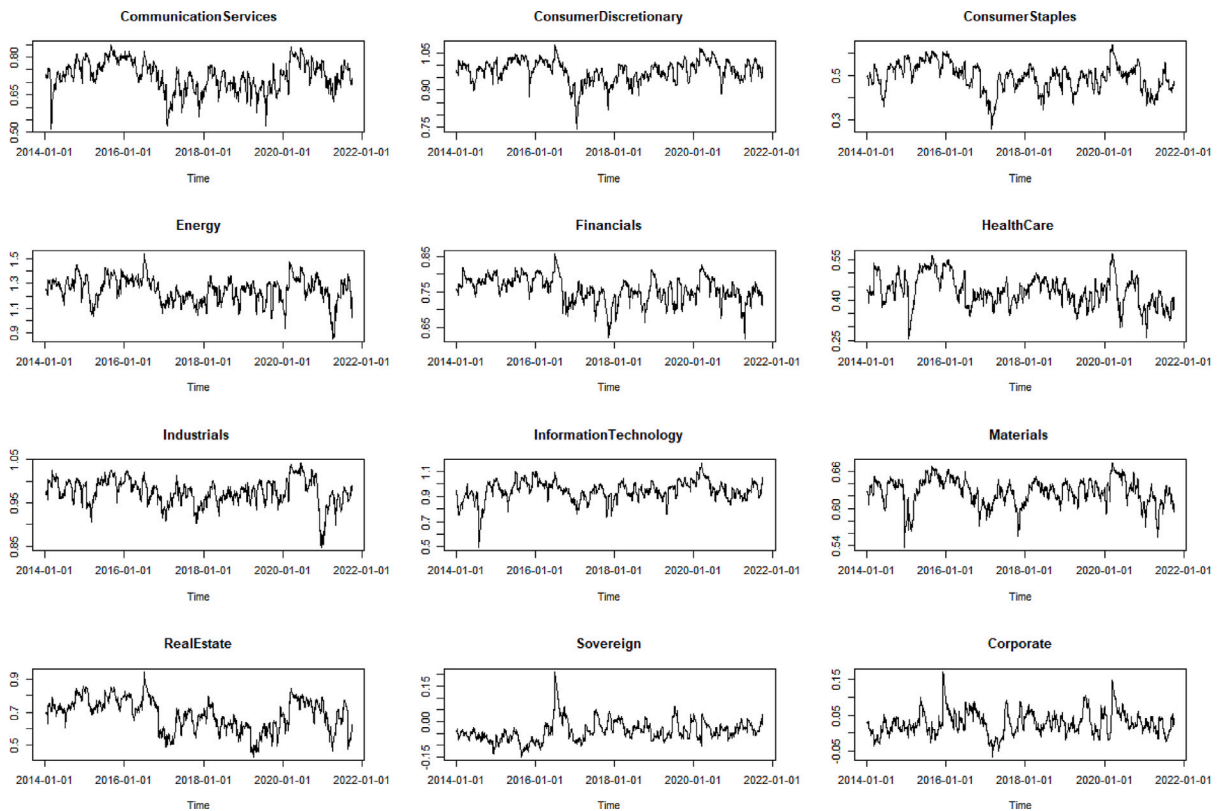 CommunicationServices
0.80
0.65
0.50
2014-01-01 2016-01-01 2018-01-01 2020-01-01 2022-01-01
Time
ConsumerDiscretionary
1.05
0.90
0.75
2014-01-01 2016-01-01 2018-01-01 2020-01-01 2022-01-01
Time
ConsumerStaples
0.5
0.3
2014-01-01 2016-01-01 2018-01-01 2020-01-01 2022-01-01
Time
Energy
1.5
1.3
1.1
0.9
2014-01-01 2016-01-01 2018-01-01 2020-01-01 2022-01-01
Time
Financials
0.85
0.75
0.65
2014-01-01 2016-01-01 2018-01-01 2020-01-01 2022-01-01
Time
HealthCare
0.55
0.40
0.25
2014-01-01 2016-01-01 2018-01-01 2020-01-01 2022-01-01
Time
Industrials
1.05
0.95
0.85
2014-01-01 2016-01-01 2018-01-01 2020-01-01 2022-01-01
Time
InformationTechnology
1.1
0.9
0.7
0.5
2014-01-01 2016-01-01 2018-01-01 2020-01-01 2022-01-01
Time
Materials
0.66
0.60
0.54
2014-01-01 2016-01-01 2018-01-01 2020-01-01 2022-01-01
Time
RealEstate
0.9
0.7
0.5
2014-01-01 2016-01-01 2018-01-01 2020-01-01 2022-01-01
Time
Sovereign
0.15
0.00
-0.15
2014-01-01 2016-01-01 2018-01-01 2020-01-01 2022-01-01
Time
Corporate
0.15
0.05
-0.05
2014-01-01 2016-01-01 2018-01-01 2020-01-01 2022-01-01
Time